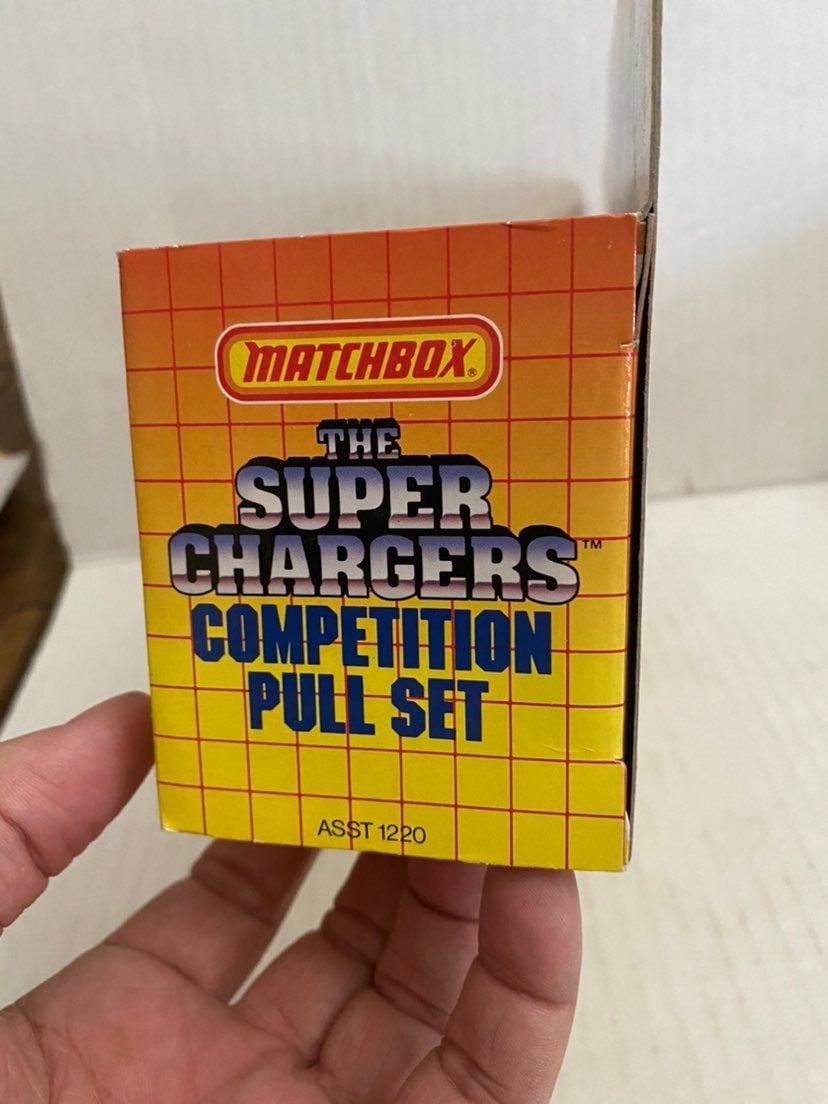 MATCHBOX®
THE
SUPER
CHARGERS™
COMPETITION
PULL SET
ASST 1220